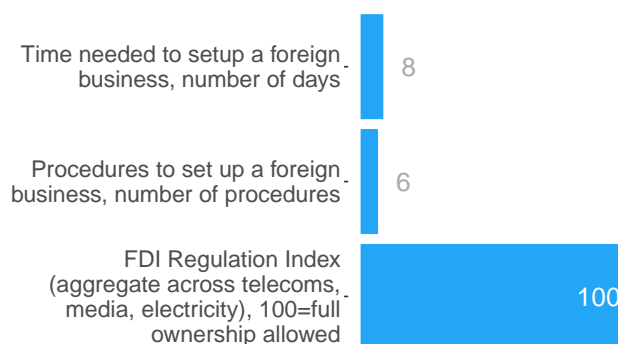 Time needed to setup a foreign
business, number of days
8
Procedures to set up a foreign
business, number of procedures
6
FDI Regulation Index
(aggregate across telecoms,
media, electricity), 100=full
ownership allowed
100